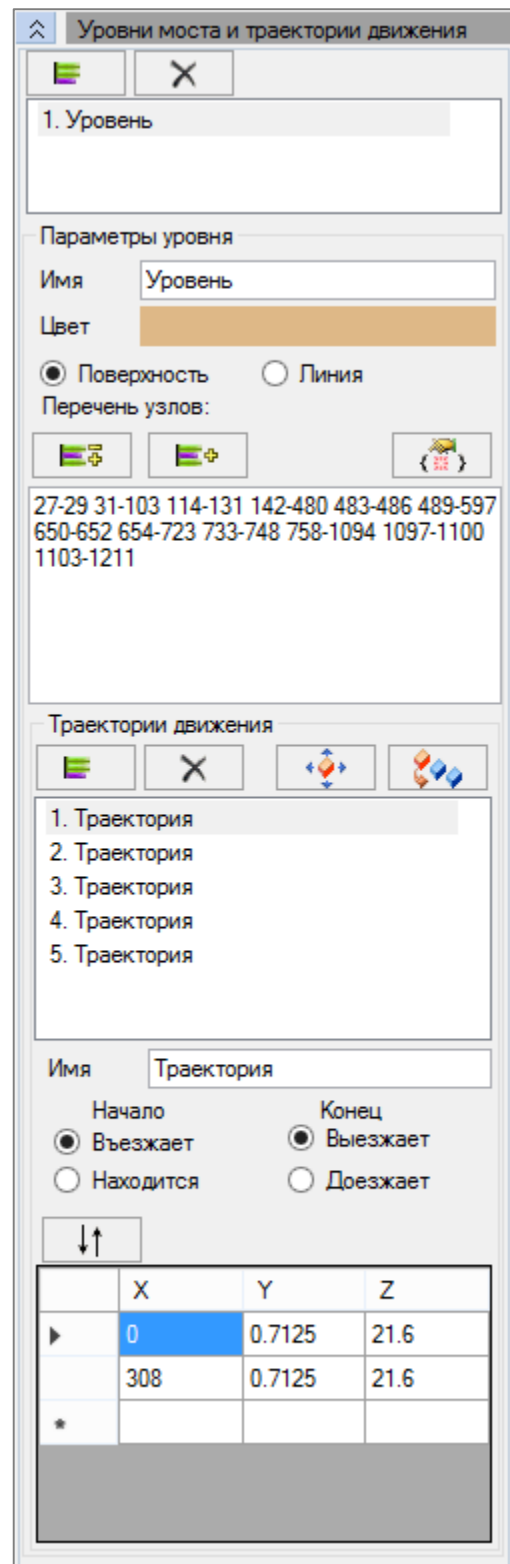 Уровни моста и траектории движения
1. Уровень
Параметры уровня
Имя Уровень
Цвет
Поверхность Линия
Перечень узлов:
27-29 31-103 114-131 142-480 483-486 489-597
650-652 654-723 733-748 758-1094 1097-1100
1103-1211
Траектории движения
1. Траектория
2. Траектория
3. Траектория
4. Траектория
5. Траектория
Имя Траектория
Начало Конец
Въезжает Выезжает
Находится Доезжает
X Y Z
0 0.7125 21.6
308 0.7125 21.6